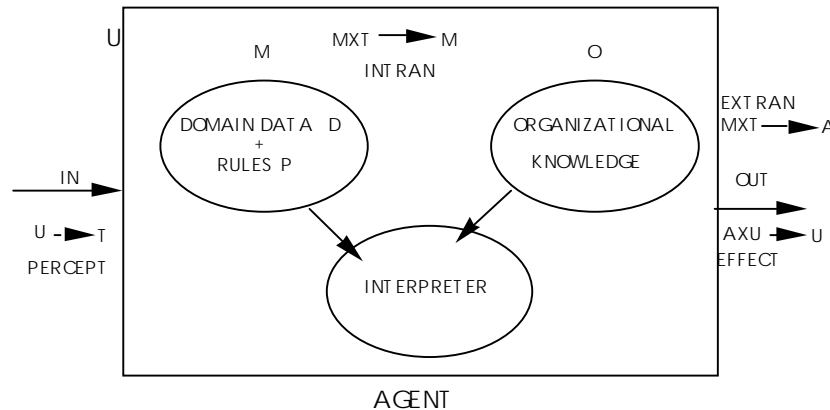 U
M
MXT M
INTRAN
O
DOMAIN DATA D
+
RULES P
ORGANIZATIONAL
KNOWLEDGE
EXTRAN
MXT A
IN
OUT
U T
AXU U
PERCEPT
EFFECT
INTERPRETER
AGENT